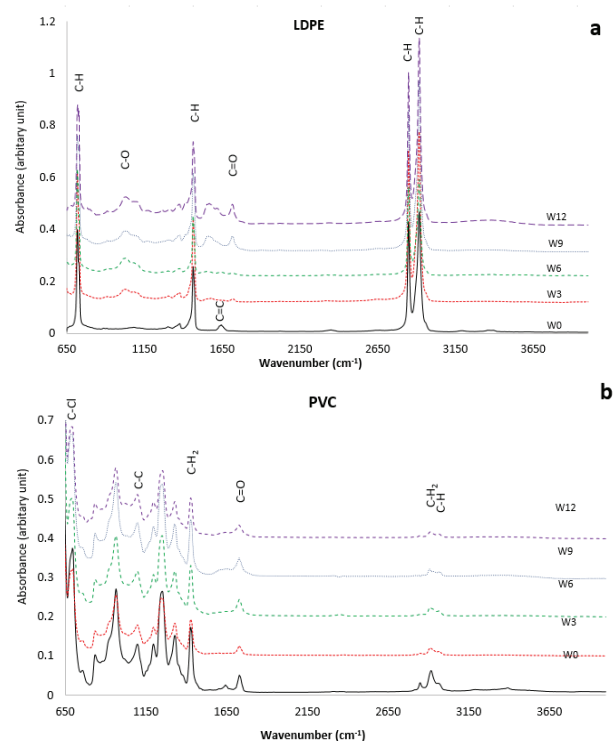 LDPE
a
1.2
1
0.8
0.6
0.4
0.2
0
Absorbance (arbitary unit)
C-H
C-O
C-H
C=O
C=C
C-H
C-H
W12
W9
W6
W3
W0
650 1150 1650 2150 2650 3150 3650
Wavenumber (cm-1)
PVC
b
0.7
0.6
0.5
0.4
0.3
0.2
0.1
0
Absorbance (arbitary unit)
C-Cl
C-C
C-H2
C=O
C-H2
C-H
W12
W9
W6
W3
W0
650 1150 1650 2150 2650 3150 3650
Wavenumber (cm-1)